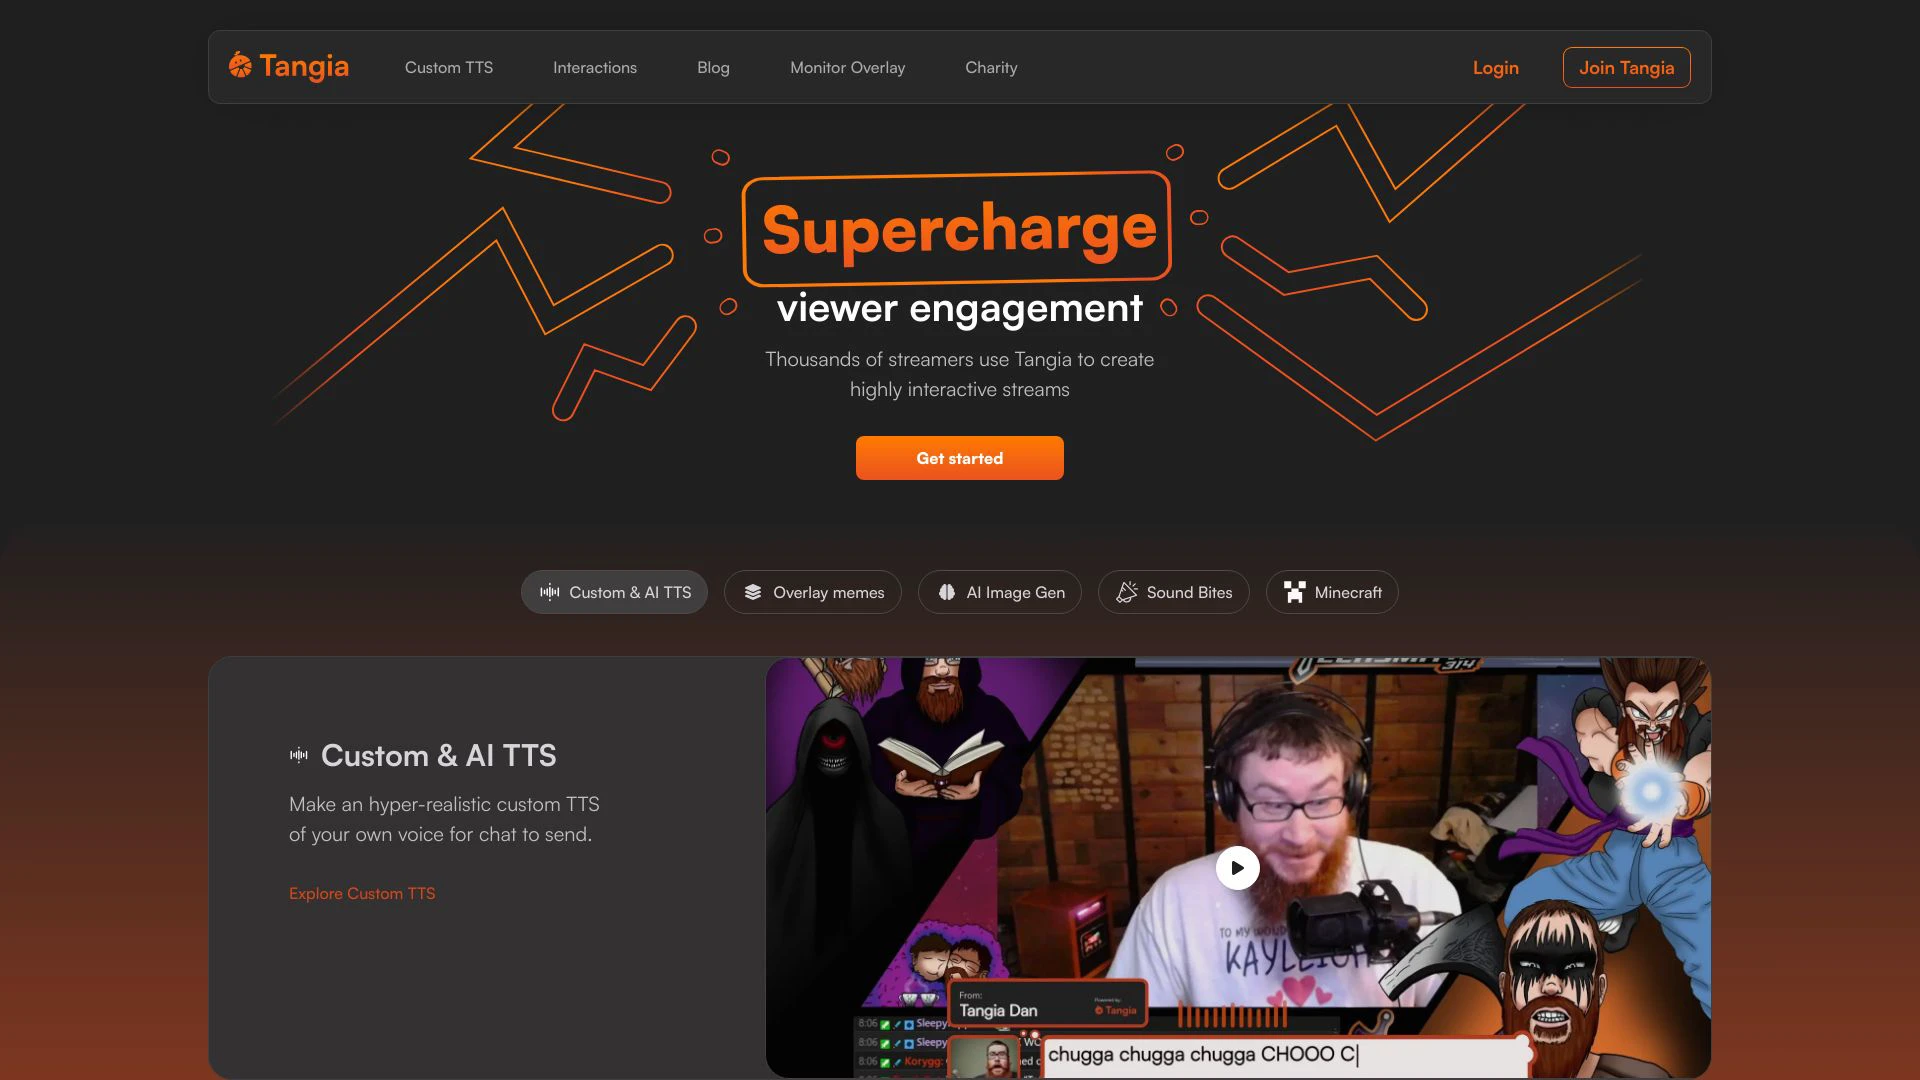 Tangia
Custom TTS
Interactions
Blog
Monitor Overlay
Charity
Login
Join Tangia
Supercharge
viewer engagement
Thousands of streamers use Tangia to create
highly interactive streams
Get started
Custom & AI TTS
Overlay memes
AI Image Gen
Sound Bites
Minecraft
Custom & AI TTS
Make an hyper-realistic custom TTS
of your own voice for chat to send.
Explore Custom TTS
314
TO MY
KAYLLIGH
From:
Tangia Dan
Powered by:
Tangia
8:06 Sleepy
8:06 Sleepy
8:06 Korygg:
chugga chugga chugga CHOOO C